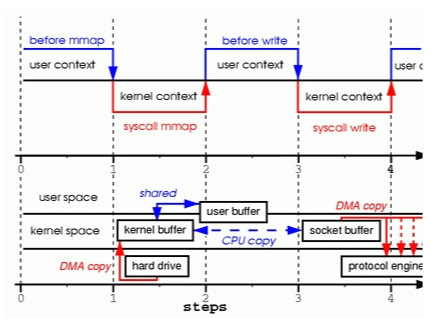 before mmap before write
user context user context user c
kernel context kernel context
syscall mmap syscall write
0 1 2 3 4
shared
user space user buffer DMA copy
kernel space kernel buffer socket buffer
CPU copy
DMA copy hard drive protocol engine
0 1 2 3 4
steps